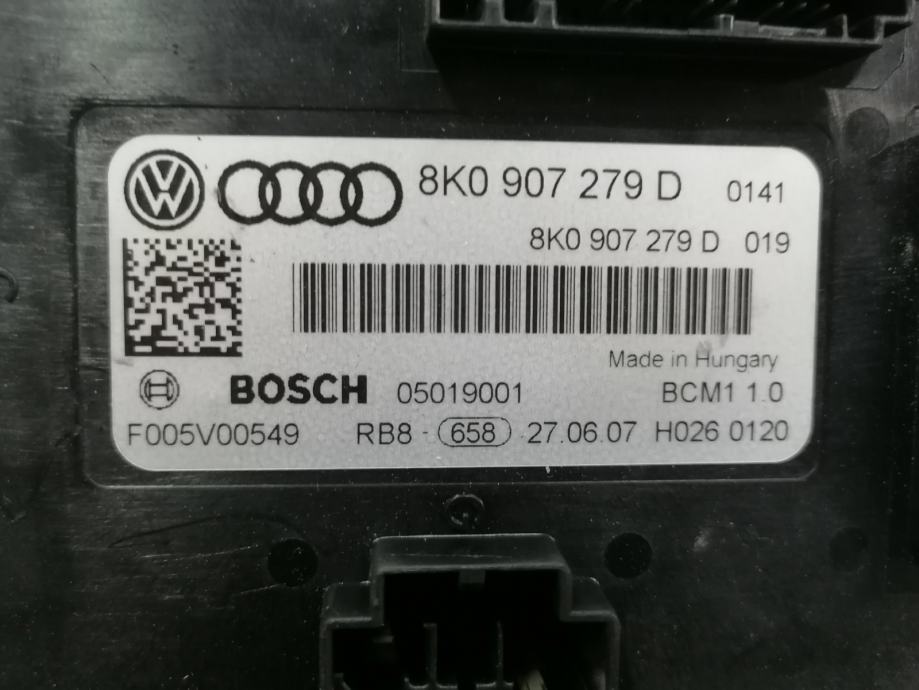 8K0 907 279 D 0141
8K0 907 279 D 019
Made in Hungary
BOSCH 05019001 BCM1 1.0
F005V00549 RB8 - 658 27.06.07 H026 0120